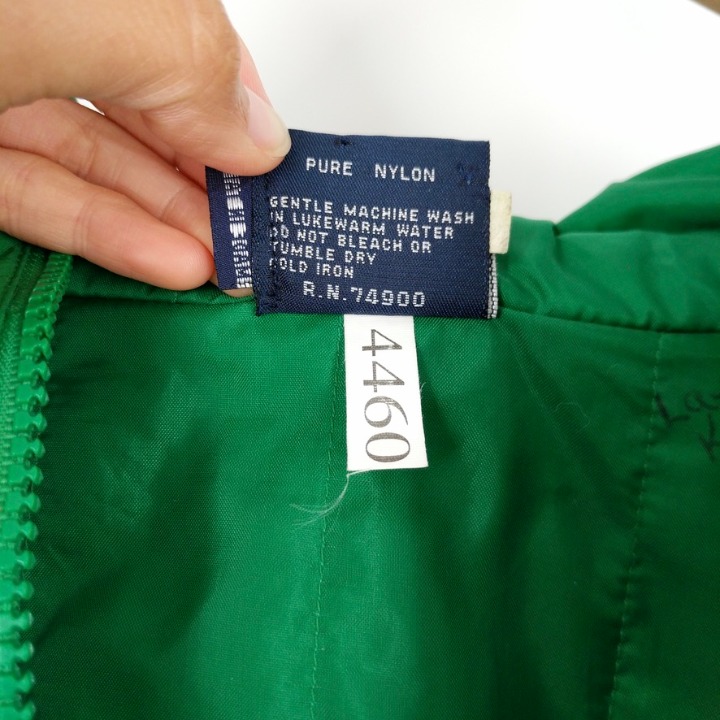 PURE NYLON
GENTLE MACHINE WASH
IN LUKEWARM WATER
DO NOT BLEACH OR
TUMBLE DRY
COLD IRON
R.N. 74900
4460